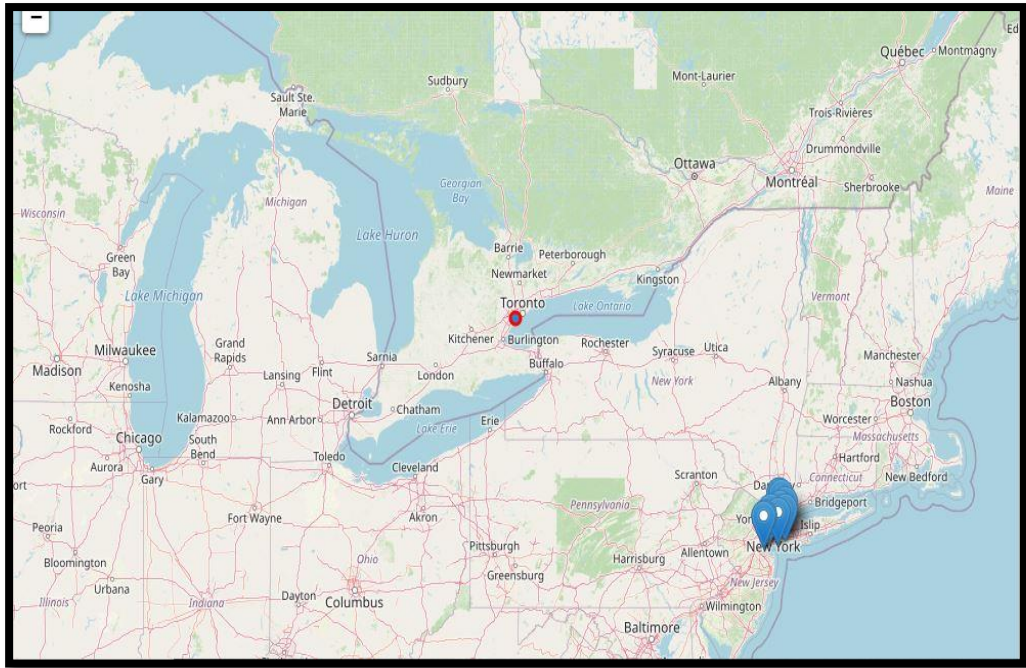 −
Ed
Québec
Montmagny
Sudbury
Mont-Laurier
Sault Ste.
Marie
Trois-Rivières
Drummondville
Ottawa
Montréal
Sherbrooke
Georgian
Bay
Maine
Michigan
Wisconsin
Lake Huron
Barrie
Peterborough
Green
Bay
Newmarket
Kingston
Lake Michigan
Toronto
Lake Ontario
Vermont
Kitchener
Burlington
Rochester
Syracuse
Utica
Milwaukee
Grand
Rapids
Sarnia
Buffalo
Manchester
Madison
Lansing
Flint
London
New York
Albany
Nashua
Kenosha
Boston
Detroit
Chatham
Kalamazoo
Ann Arbor
Erie
Worcester
Rockford
Lake Erie
Massachusetts
Chicago
South
Bend
Toledo
Hartford
Aurora
Cleveland
Scranton
Connecticut
New Bedford
Gary
ort
Bridgeport
Pennsylvania
Akron
Fort Wayne
Islip
Peoria
New York
Pittsburgh
Allentown
Harrisburg
Bloomington
Ohio
Greensburg
New Jersey
Urbana
Dayton
Columbus
Illinois
Indiana
Wilmington
Baltimore